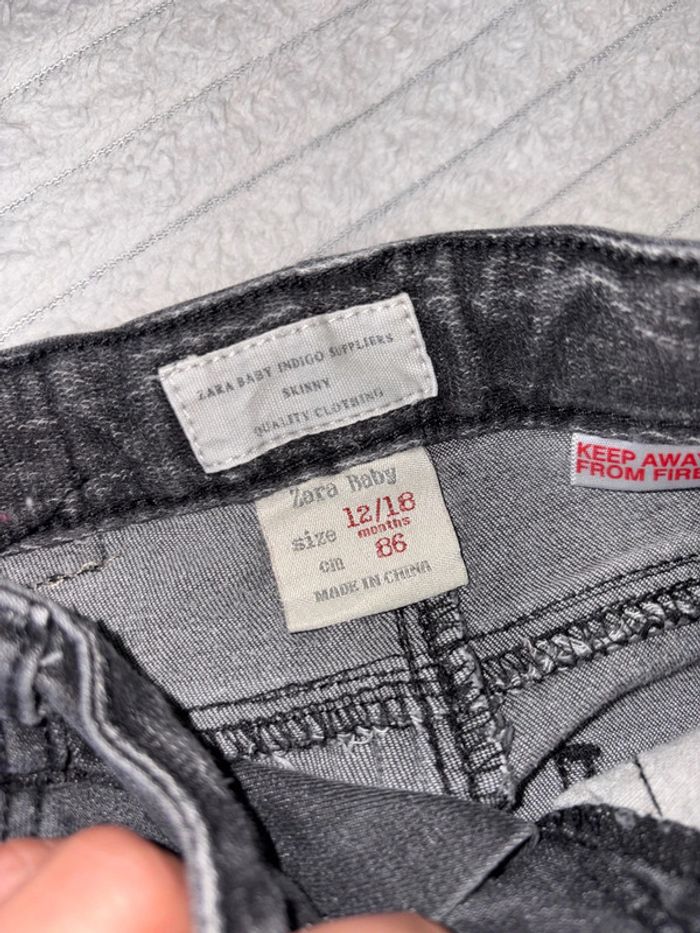 ZARA BABY INDIGO SUPPLIERS
SKINNY
QUALITY CLOTHING
Zara Baby
size 12/18
months
cm 86
MADE IN CHINA
KEEP AWAY
FROM FIRE